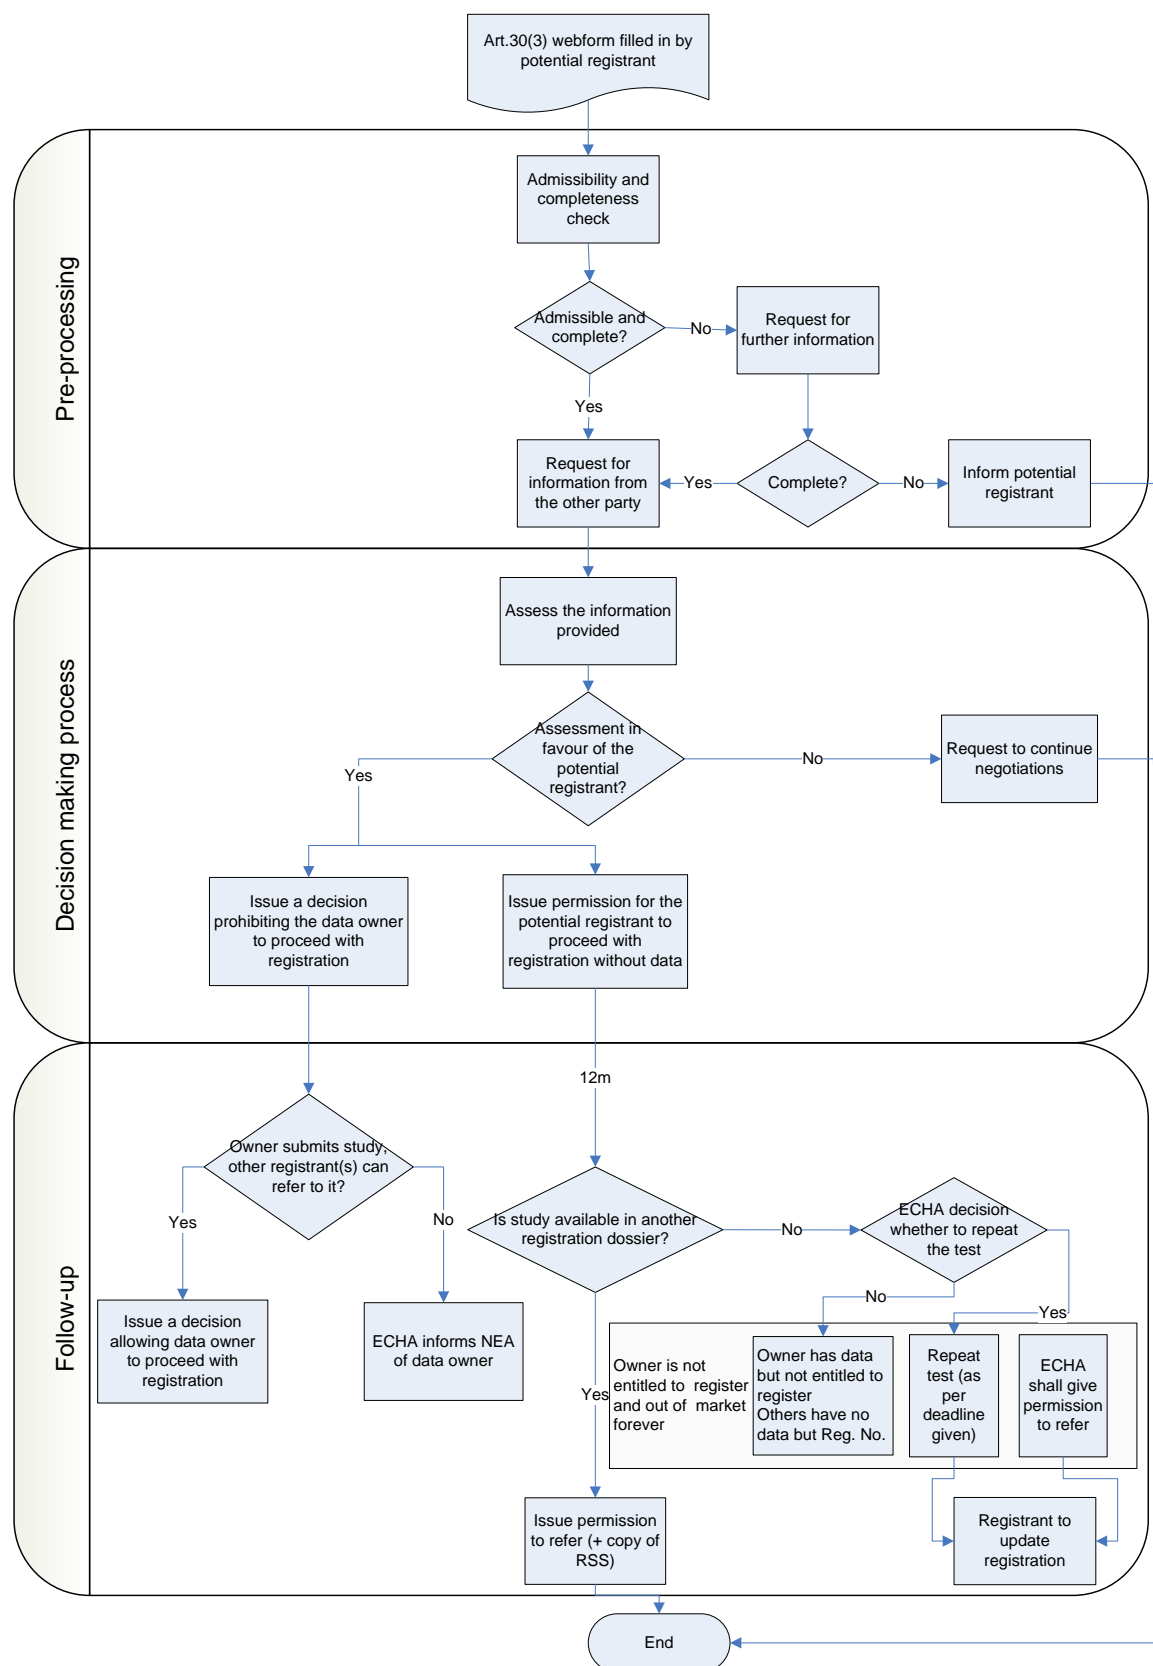 Art.30(3) webform filled in by
potential registrant
Pre-processing
Admissibility and
completeness
check
Admissible and
complete?
No
Request for
further information
Yes
Request for
information from
the other party
Yes
Complete?
No
Inform potential
registrant
Decision making process
Assess the information
provided
Assessment in
favour of the
potential
registrant?
Yes
No
Request to continue
negotiations
Issue a decision
prohibiting the data owner
to proceed with
registration
Issue permission for the
potential registrant to
proceed with
registration without data
Follow-up
12m
Owner submits study,
other registrant(s) can
refer to it?
Yes
No
Is study available in another
registration dossier?
No
ECHA decision
whether to repeat
the test
No
Yes
Issue a decision
allowing data owner
to proceed with
registration
ECHA informs NEA
of data owner
Yes
Owner is not
entitled to register
and out of market
forever
Owner has data
but not entitled to
register
Others have no
data but Reg. No.
Repeat
test (as
per
deadline
given)
ECHA
shall give
permission
to refer
Issue permission
to refer (+ copy of
RSS)
Registrant to
update
registration
End